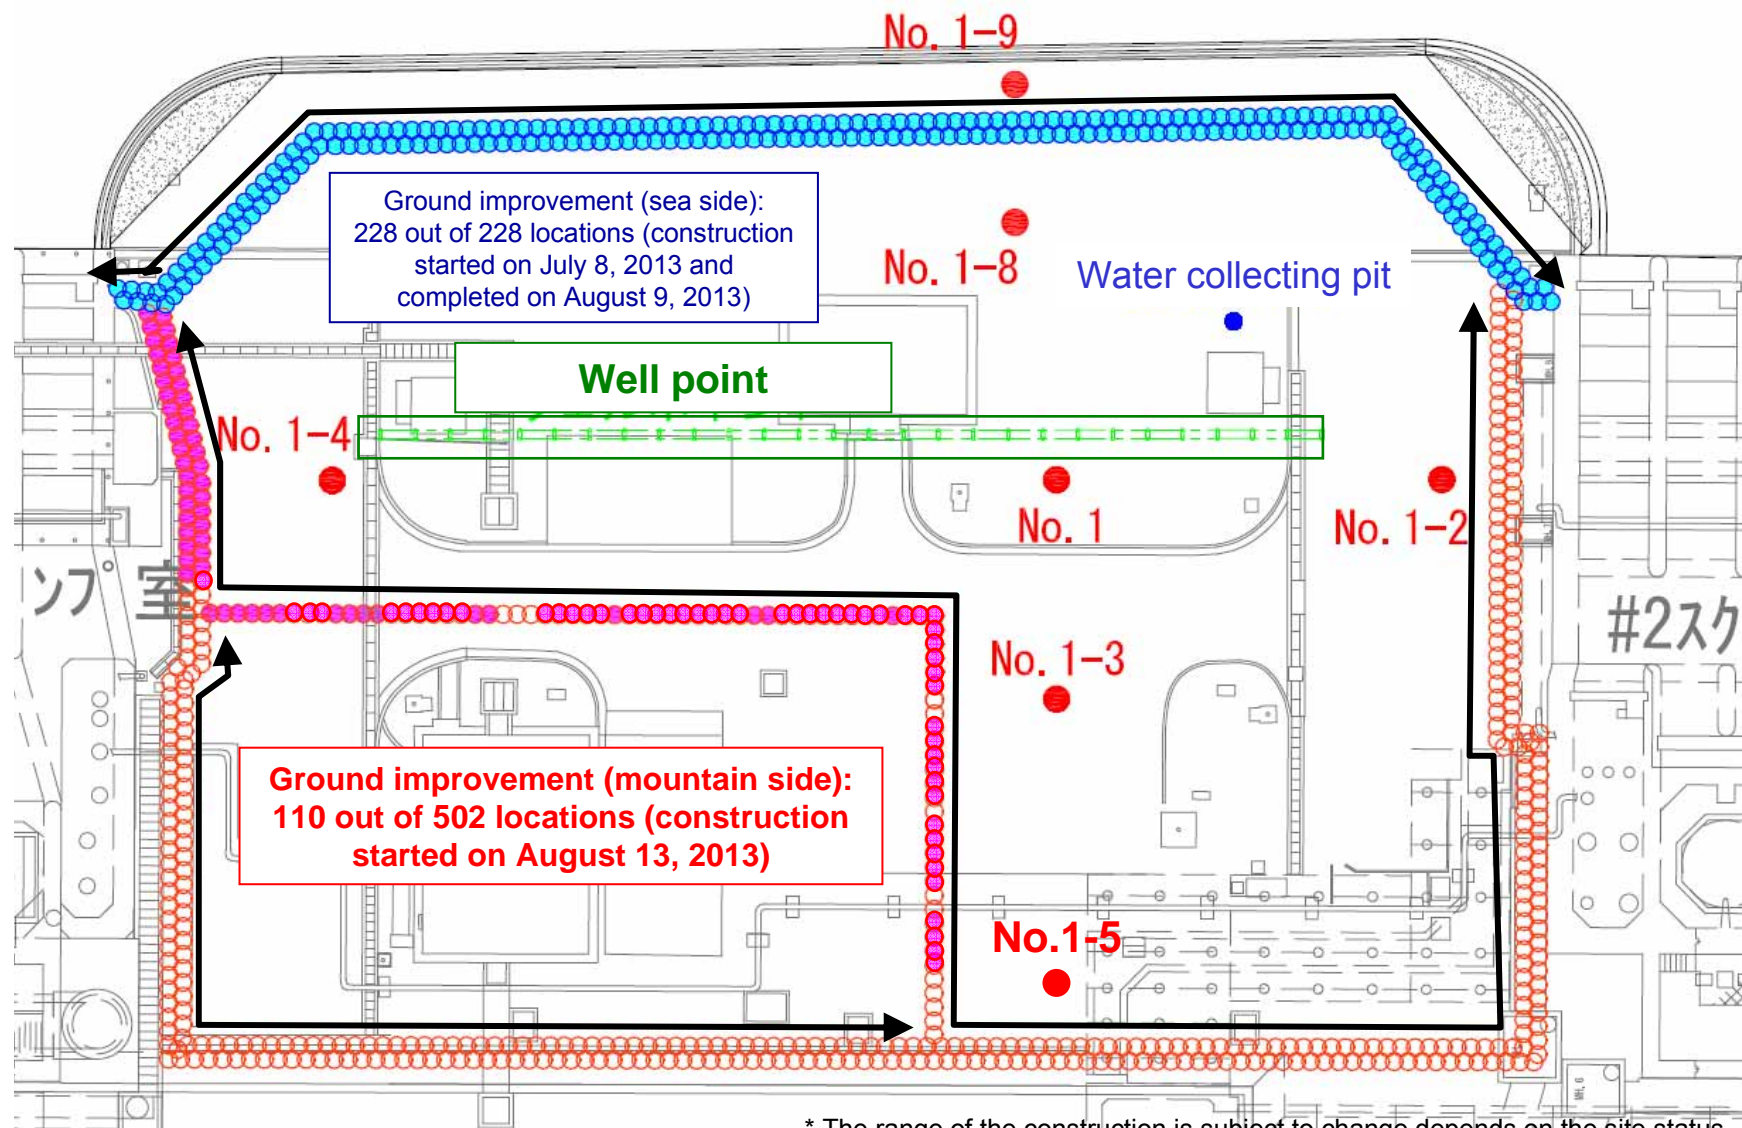 No. 1-9
Ground improvement (sea side):
228 out of 228 locations (construction
started on July 8, 2013 and
completed on August 9, 2013)
No. 1-8
Water collecting pit
Well point
No. 1-4
No. 1
No. 1-2
ンプ室
#2スク
No. 1-3
Ground improvement (mountain side):
110 out of 502 locations (construction
started on August 13, 2013)
No.1-5
* The range of the construction is subject to change depends on the site status